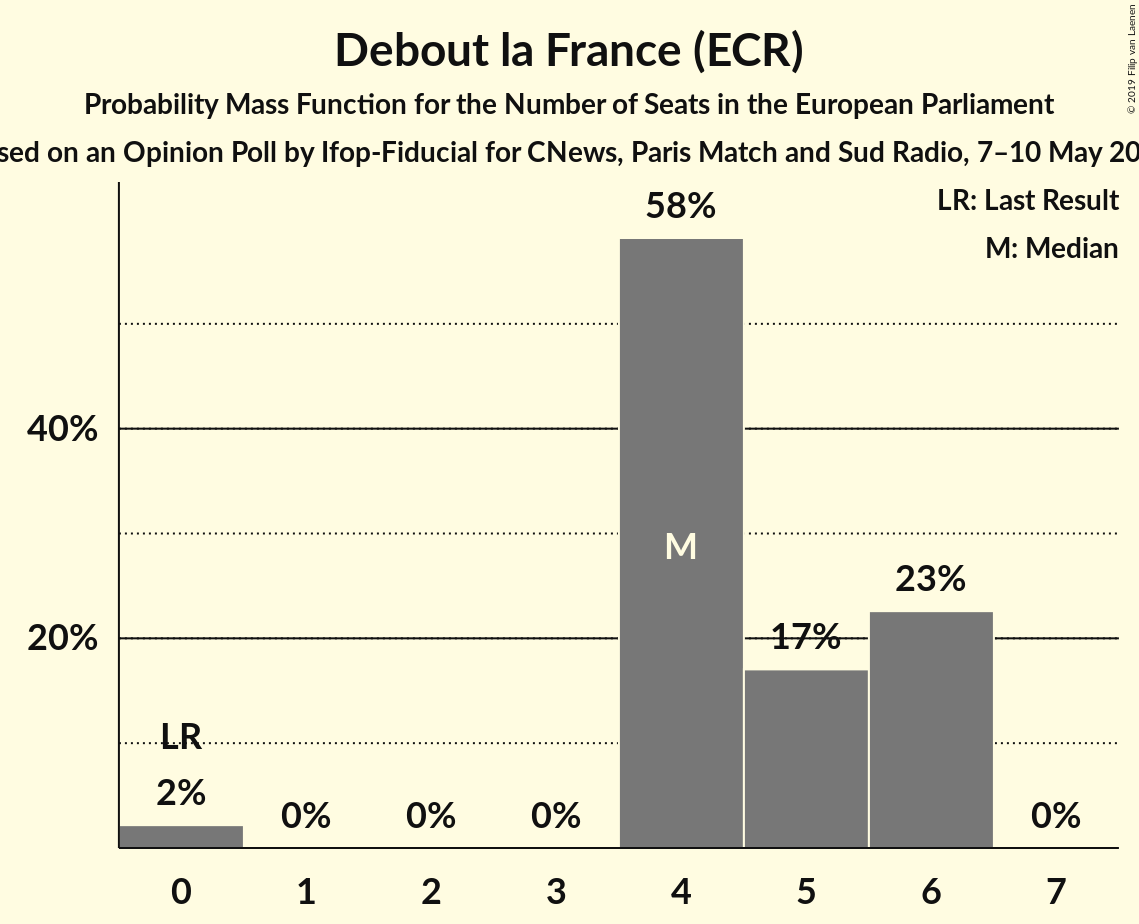 Debout la France (ECR)
Probability Mass Function for the Number of Seats in the European Parliament
on an Opinion Poll by Ifop-Fiducial for CNews, Paris Match and Sud Radio, 7–10 May
© 2019 Filip van Laenen
LR: Last Result
M: Median
58%
40%
M
23%
20%
17%
LR
2%
0%
0%
0%
0%
0 1 2 3 4 5 6 7